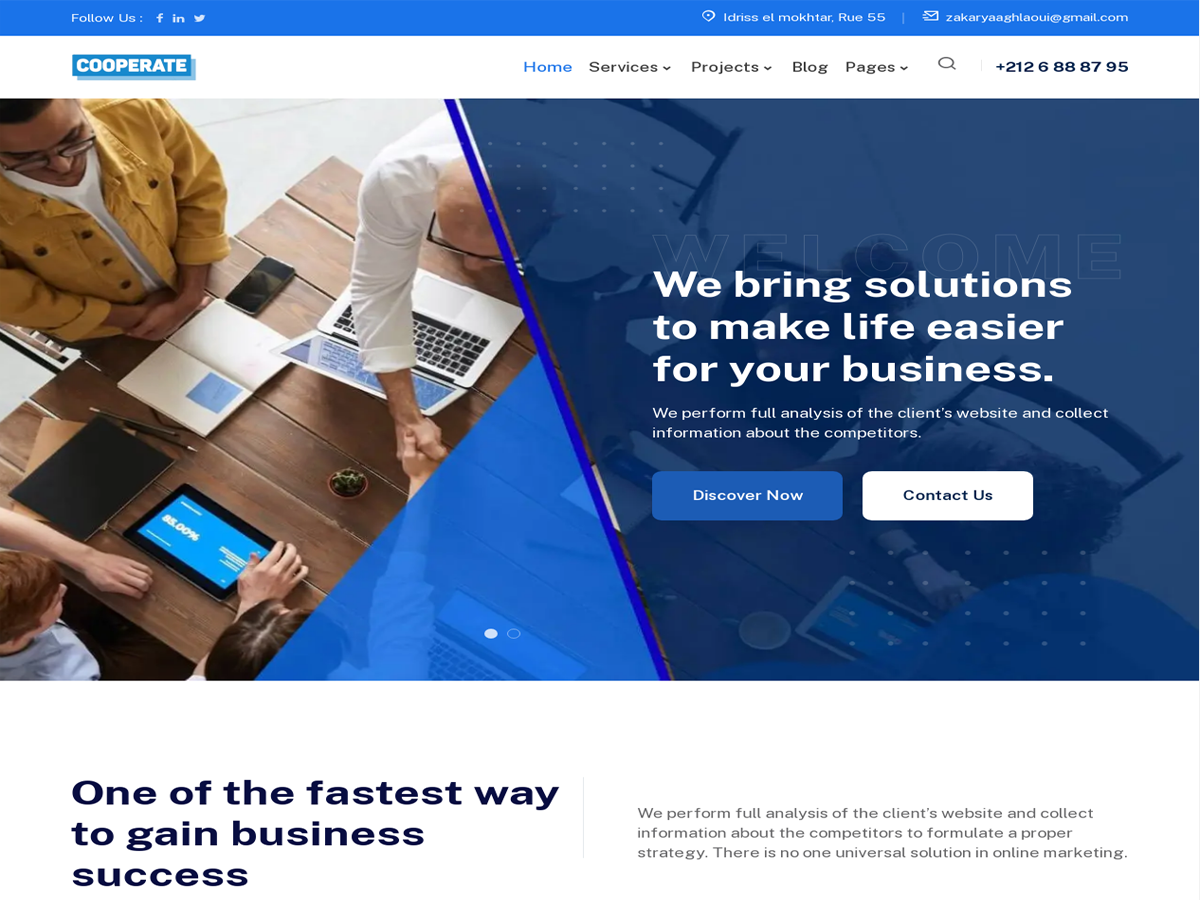 Follow Us :
Idriss el mokhtar, Rue 55 | zakaryaaghlaoui@gmail.com
COOPERATE
Home Services Projects Blog Pages
+212 6 88 87 95
WELCOME
We bring solutions
to make life easier
for your business.
We perform full analysis of the client's website and collect
information about the competitors.
Discover Now
Contact Us
85.00%
One of the fastest way
to gain business
success
We perform full analysis of the client's website and collect
information about the competitors to formulate a proper
strategy. There is no one universal solution in online marketing.